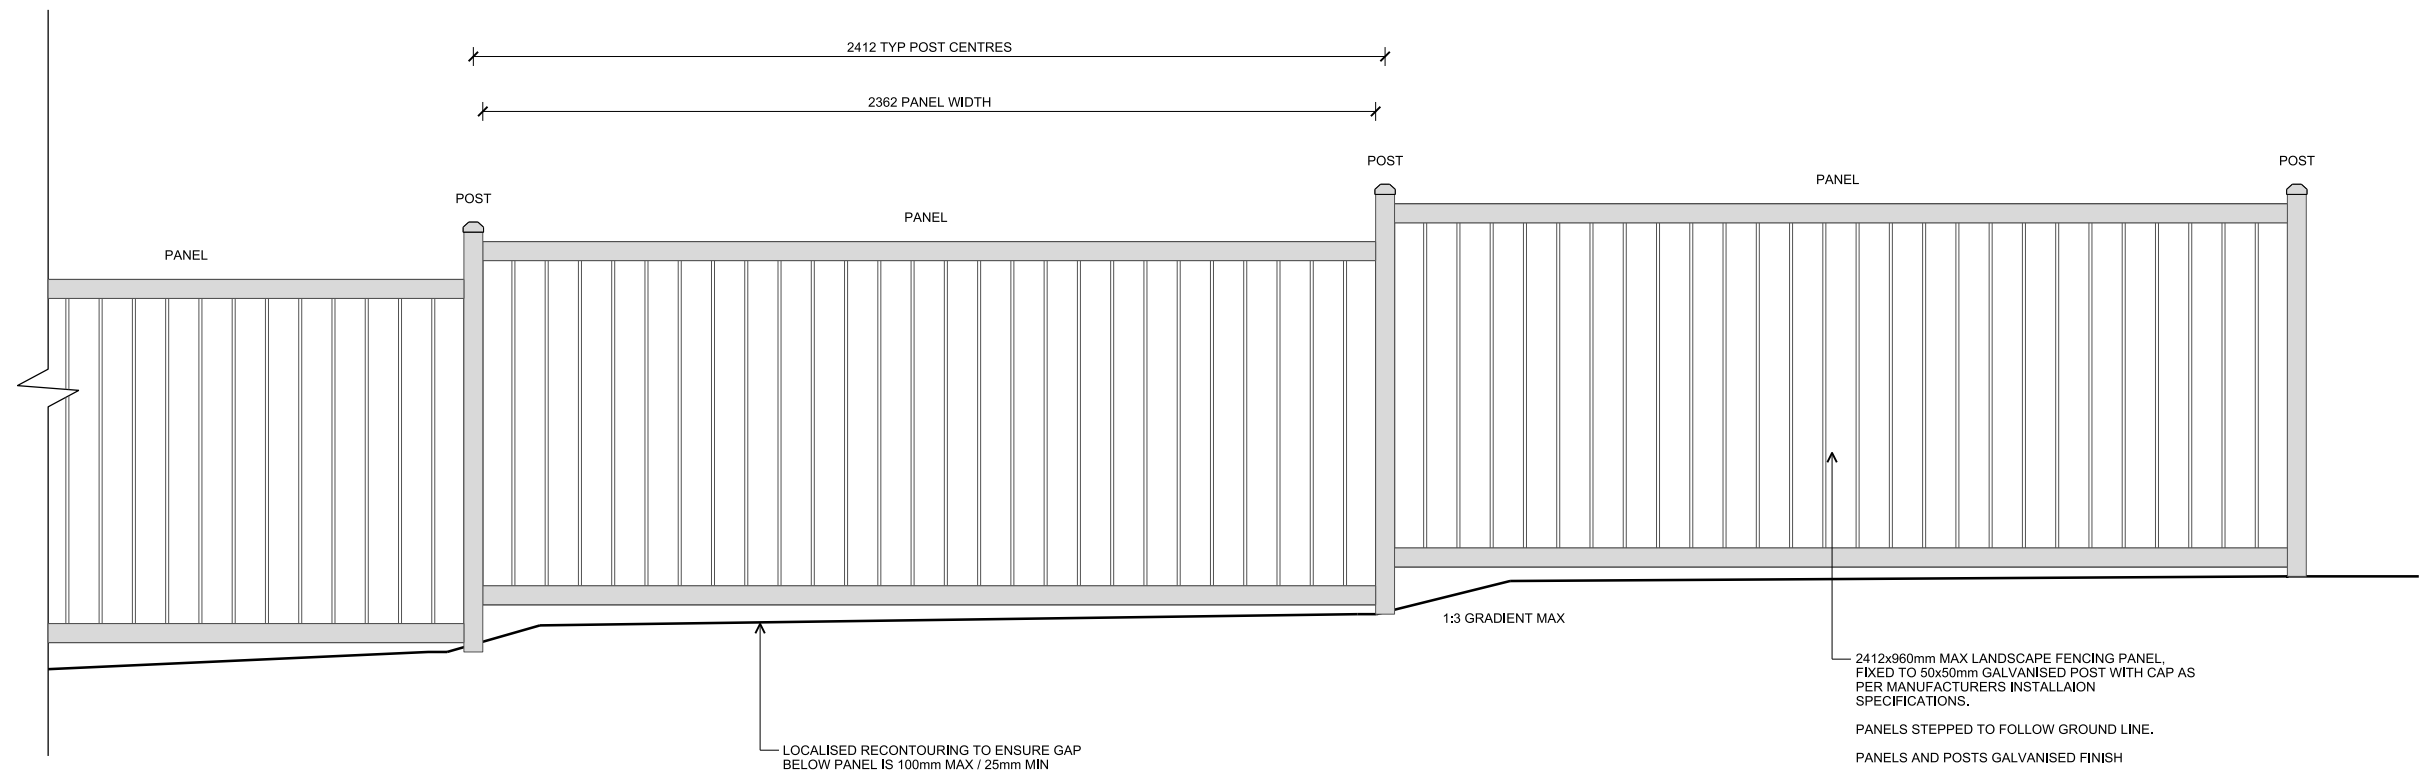 2412 TYP POST CENTRES
2362 PANEL WIDTH
POST
POST
PANEL
POST
PANEL
PANEL
1:3 GRADIENT MAX
2412x960mm MAX LANDSCAPE FENCING PANEL,
FIXED TO 50x50mm GALVANISED POST WITH CAP AS
PER MANUFACTURERS INSTALLAION
SPECIFICATIONS.
PANELS STEPPED TO FOLLOW GROUND LINE.
PANELS AND POSTS GALVANISED FINISH
LOCALISED RECONTOURING TO ENSURE GAP
BELOW PANEL IS 100mm MAX / 25mm MIN